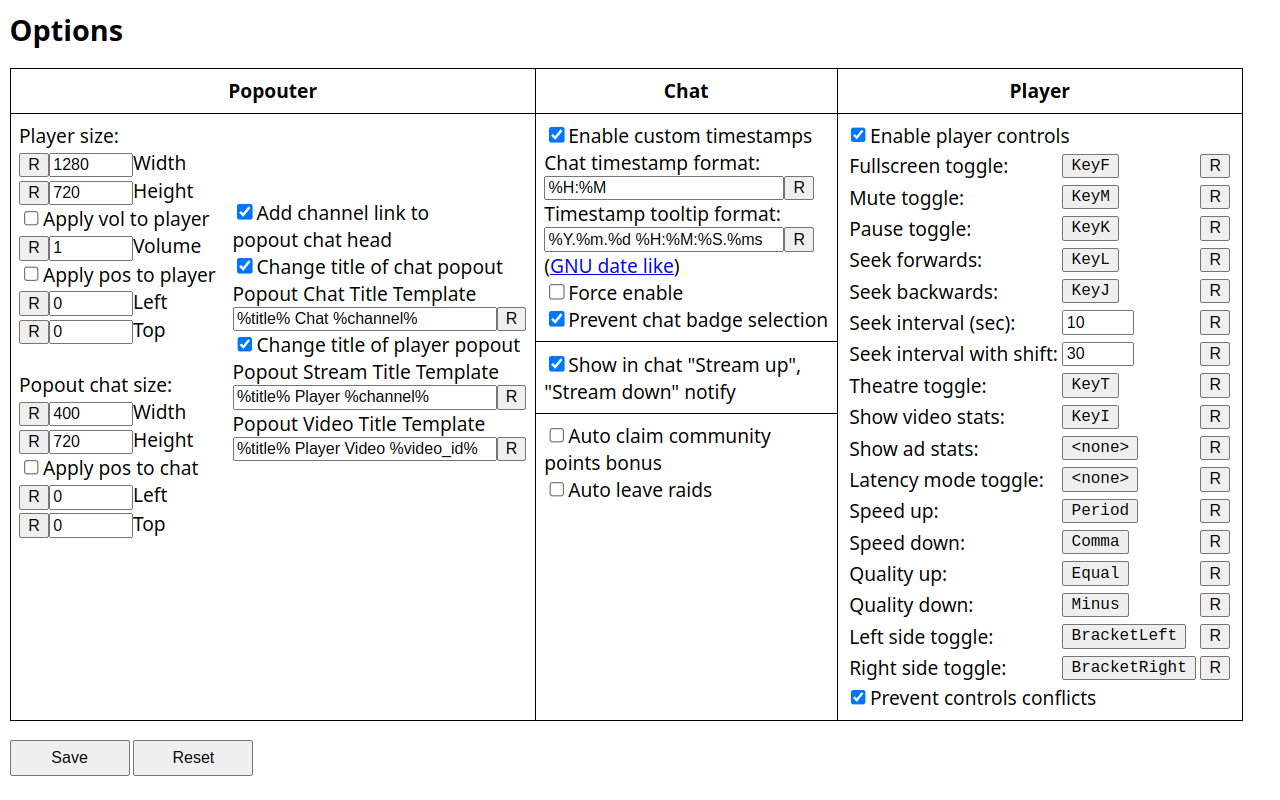 Options
Popouter
Chat
Player
Player size:
R 1280 Width
R 720 Height
Apply vol to player
R 1 Volume
Apply pos to player
R 0 Left
R 0 Top
Popout chat size:
R 400 Width
R 720 Height
Apply pos to chat
R 0 Left
R 0 Top
Add channel link to
popout chat head
Change title of chat popout
Popout Chat Title Template
%title% Chat %channel% R
Change title of player popout
Popout Stream Title Template
%title% Player %channel% R
Popout Video Title Template
%title% Player Video %video_id% R
Enable custom timestamps
Chat timestamp format:
%H:%M R
Timestamp tooltip format:
%Y.%m.%d %H:%M:%S.%ms R
(GNU date like)
Force enable
Prevent chat badge selection
Show in chat "Stream up",
"Stream down" notify
Auto claim community
points bonus
Auto leave raids
Enable player controls
Fullscreen toggle: KeyF R
Mute toggle: KeyM R
Pause toggle: KeyK R
Seek forwards: KeyL R
Seek backwards: KeyJ R
Seek interval (sec): 10 R
Seek interval with shift: 30 R
Theatre toggle: KeyT R
Show video stats: KeyI R
Show ad stats: <none> R
Latency mode toggle: <none> R
Speed up: Period R
Speed down: Comma R
Quality up: Equal R
Quality down: Minus R
Left side toggle: BracketLeft R
Right side toggle: BracketRight R
Prevent controls conflicts
Save Reset